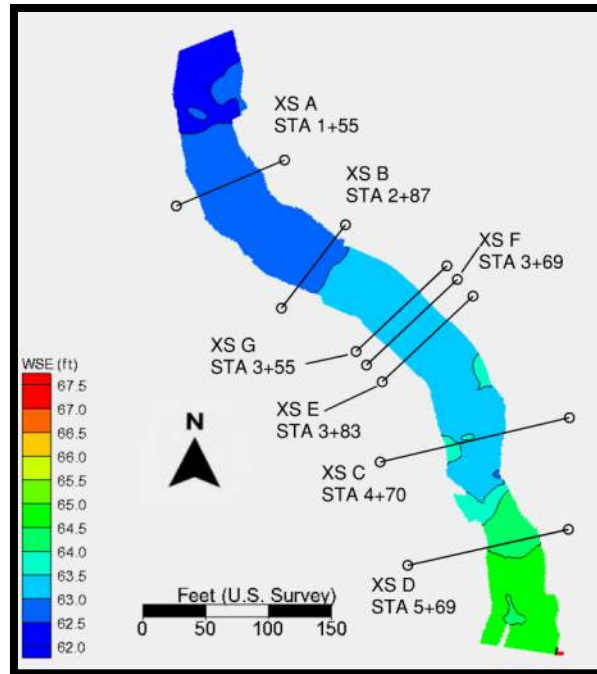 XS A
STA 1+55
XS B
STA 2+87
XS F
STA 3+69
XS G
STA 3+55
XS E
STA 3+83
WSE (ft)
67.5
67.0
66.5
66.0
65.5
65.0
64.5
64.0
63.5
63.0
62.5
62.0
N
XS C
STA 4+70
XS D
STA 5+69
Feet (U.S. Survey)
0 50 100 150